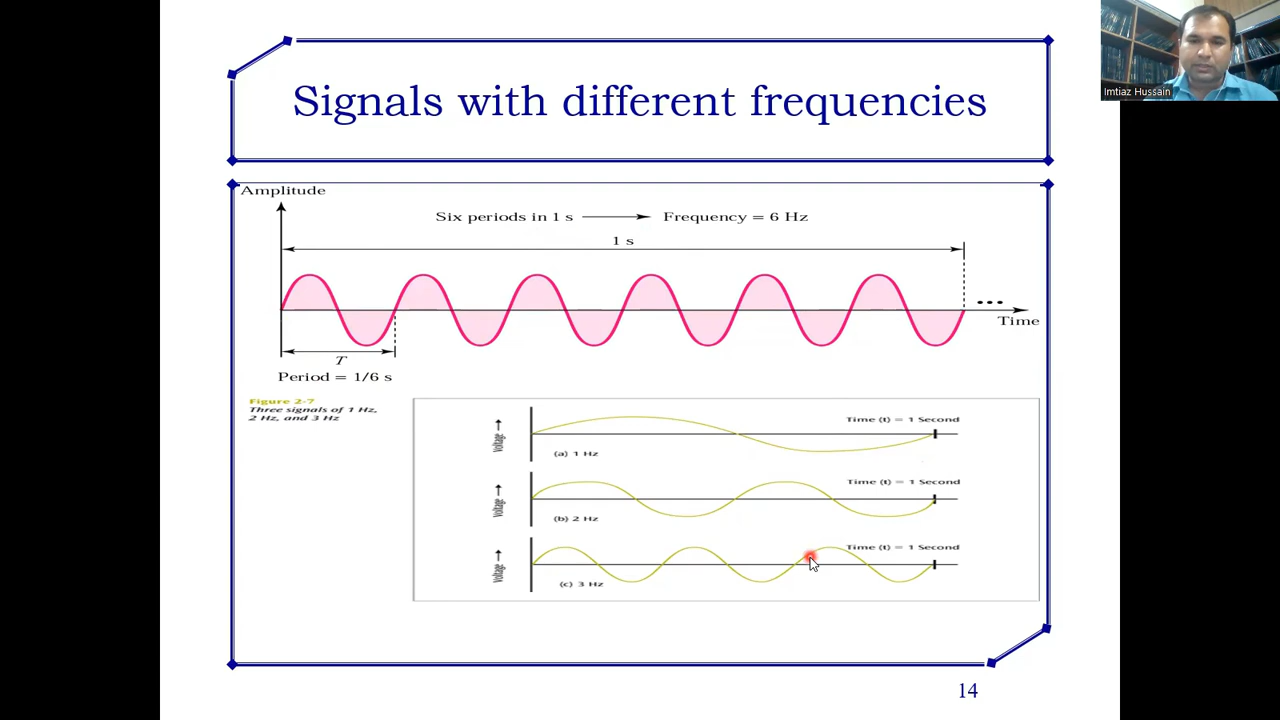 Imtiaz Hussain
Signals with different frequencies
Amplitude
Six periods in 1 s
Frequency = 6 Hz
1 s
•••
Time
T
Period = 1/6 s
Figure 2-7
Three signals of 1 Hz,
2 Hz, and 3 Hz
Voltage
Time (t) = 1 Second
(a) 1 Hz
Voltage
Time (t) = 1 Second
(b) 2 Hz
Voltage
Time (t) = 1 Second
(c) 3 Hz
14